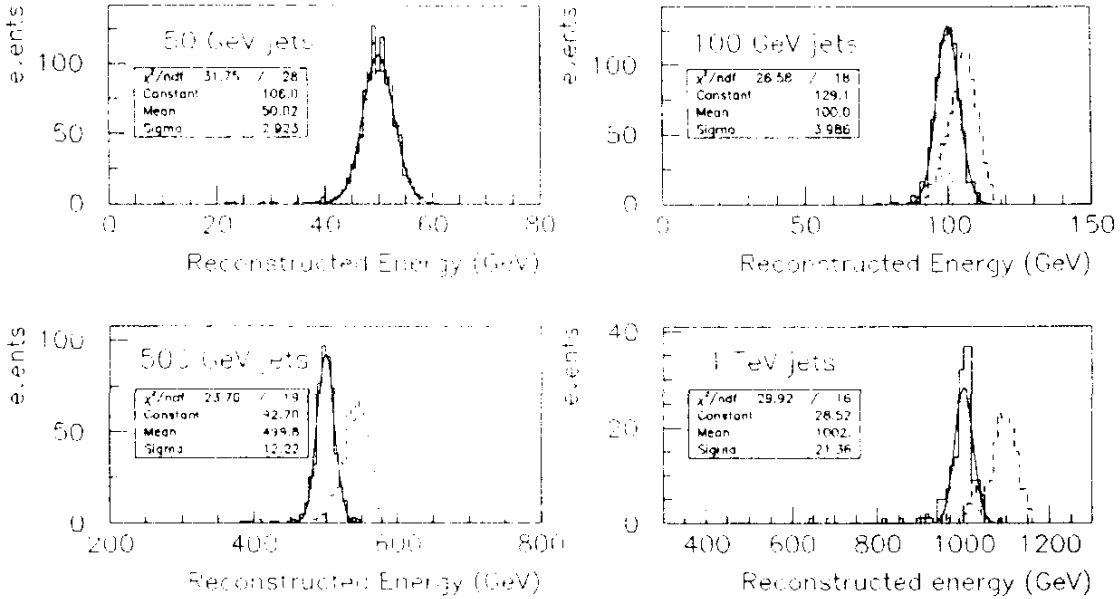 events
50 GeV jets
χ²/ndf 31.75 / 28
Constant 106.0
Mean 50.02
Sigma 2.923
100
50
0
0 20 40 60 80
Reconstructed Energy (GeV)
events
100 GeV jets
χ²/ndf 26.58 / 18
Constant 129.1
Mean 100.0
Sigma 3.986
100
50
0
0 50 100 150
Reconstructed Energy (GeV)
events
500 GeV jets
χ²/ndf 23.70 / 19
Constant 92.70
Mean 499.8
Sigma 12.22
100
50
0
200 400 600 800
Reconstructed Energy (GeV)
events
1 TeV jets
χ²/ndf 29.92 / 16
Constant 28.52
Mean 1002.
Sigma 21.36
40
20
0
400 600 800 1000 1200
Reconstructed energy (GeV)